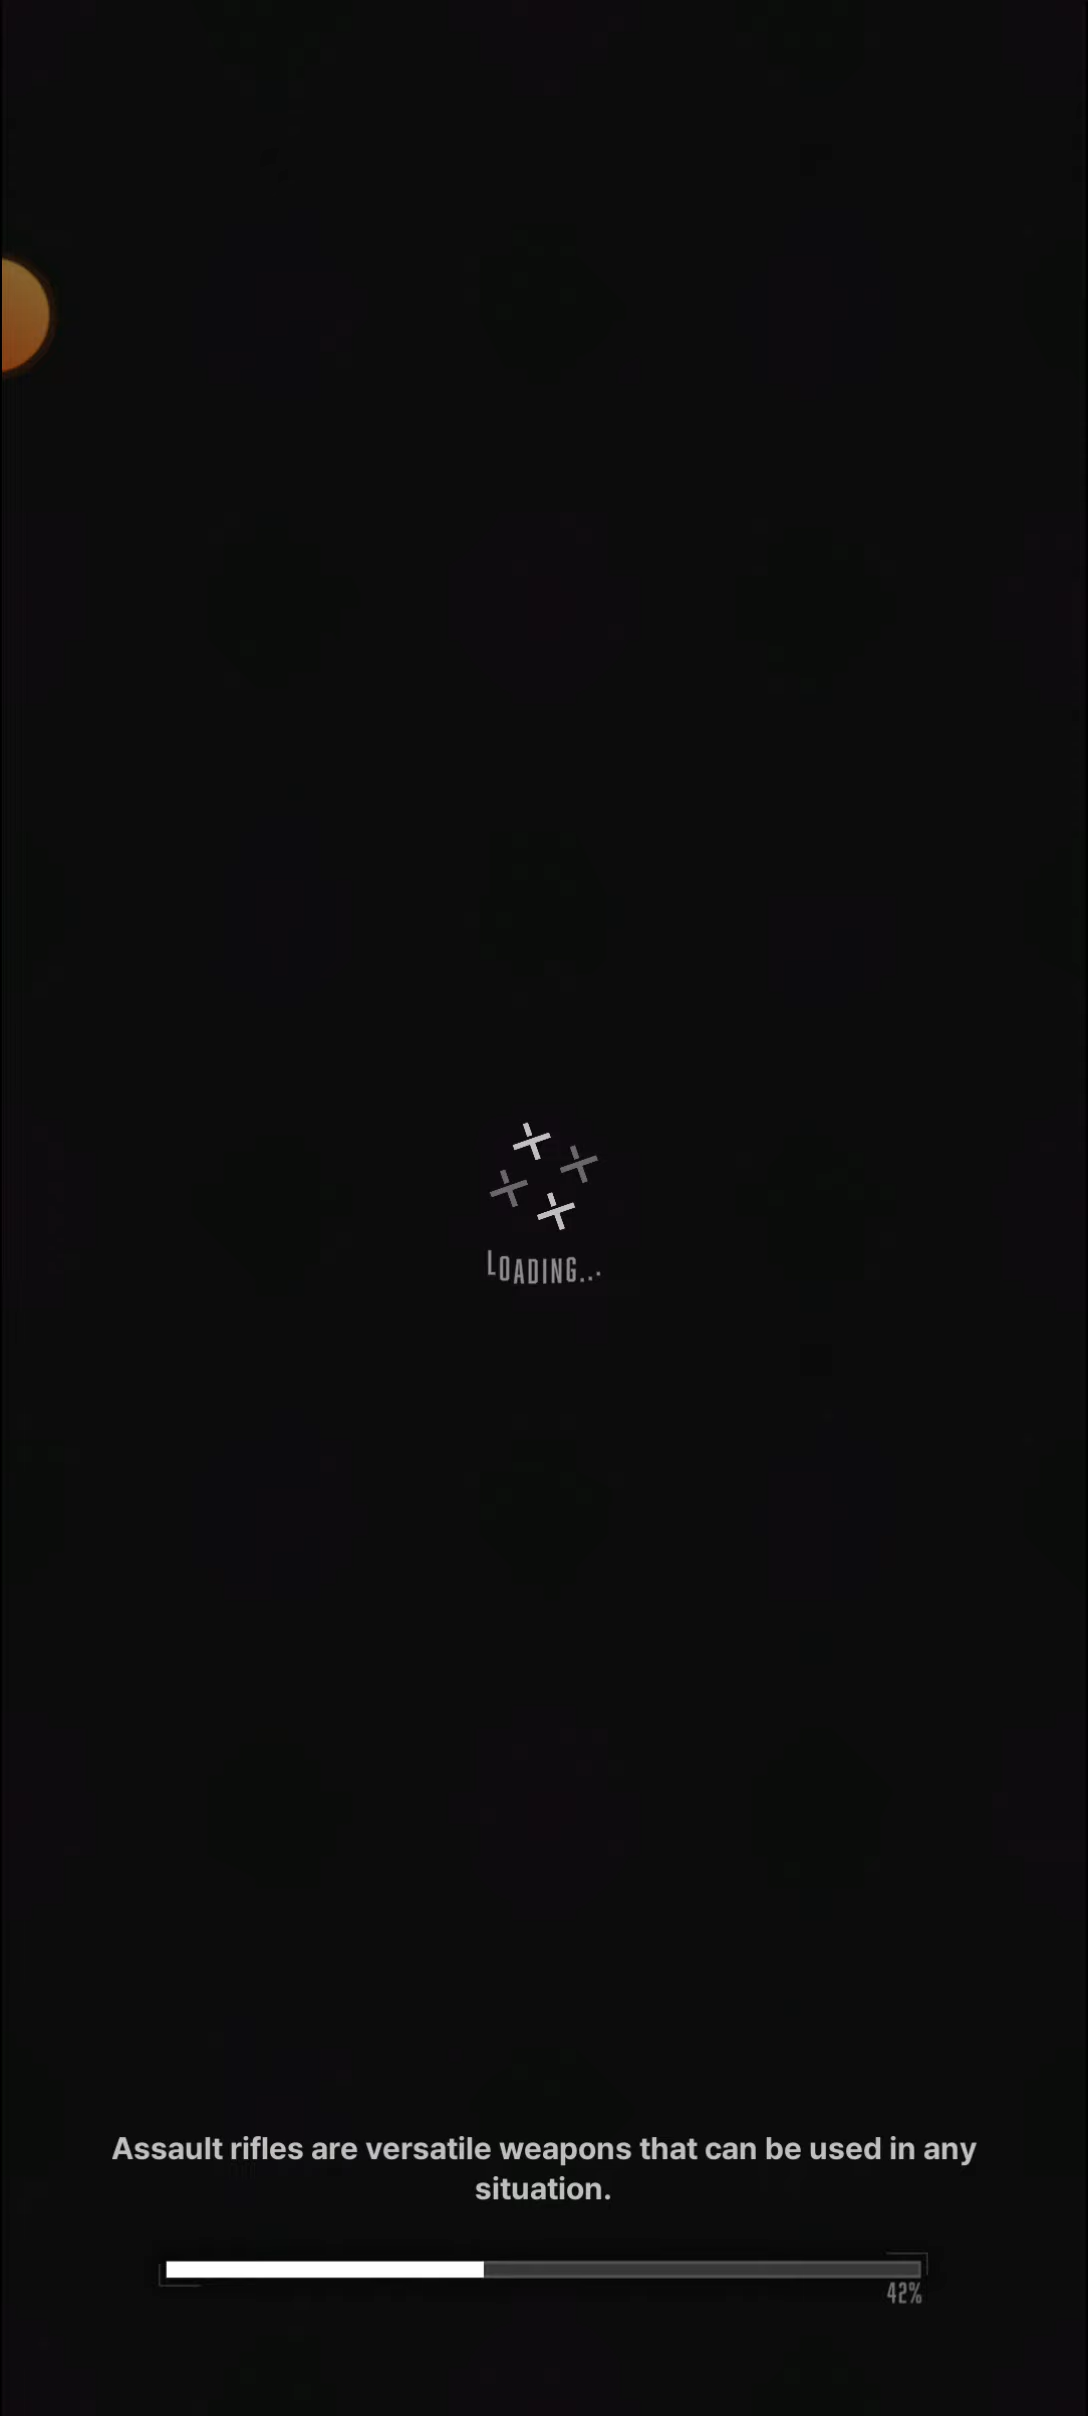 LOADING...
Assault rifles are versatile weapons that can be used in any
situation.
42%